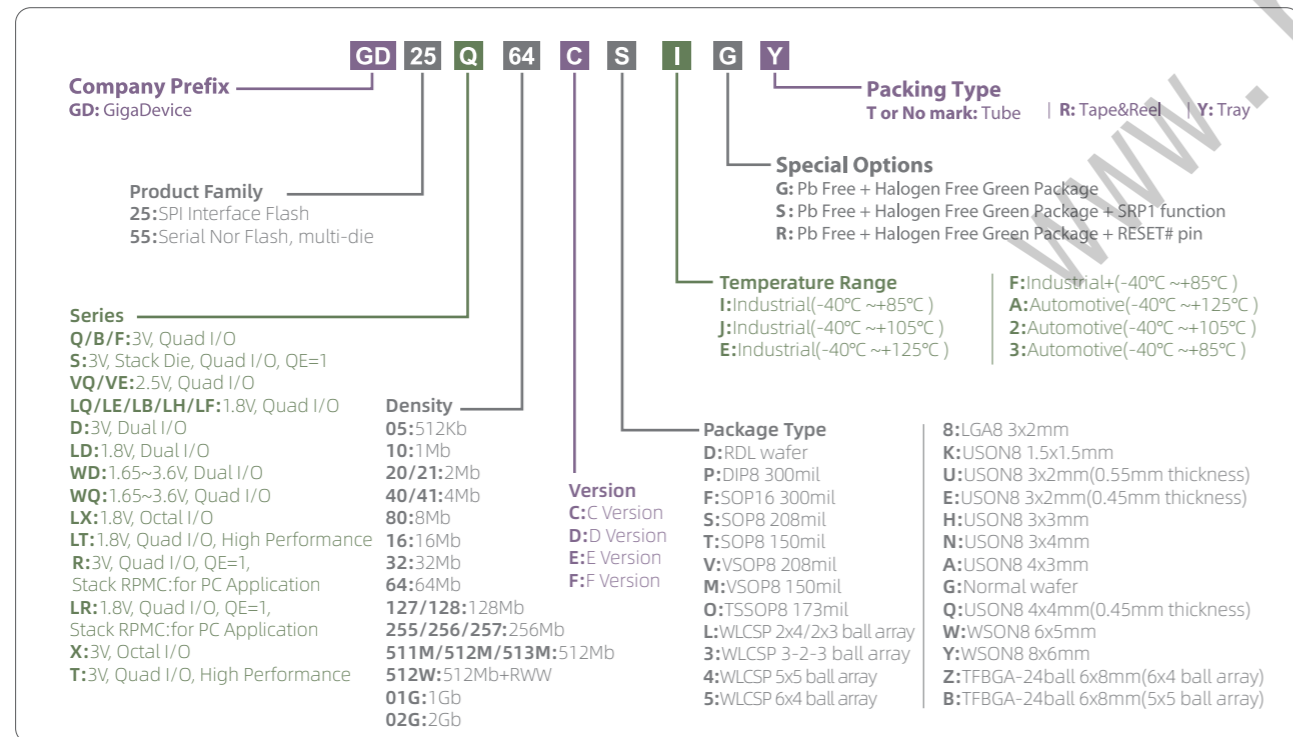 GD 25 Q 64 C S I G Y
Company Prefix
GD: GigaDevice
Packing Type
T or No mark: Tube | R: Tape&Reel | Y: Tray
Product Family
25:SPI Interface Flash
55:Serial Nor Flash, multi-die
Special Options
G: Pb Free + Halogen Free Green Package
S: Pb Free + Halogen Free Green Package + SRP1 function
R: Pb Free + Halogen Free Green Package + RESET# pin
Temperature Range
I:Industrial(-40℃ ~+85℃ )
J:Industrial(-40℃ ~+105℃ )
E:Industrial(-40℃ ~+125℃ )
F:Industrial+(-40℃ ~+85℃ )
A:Automotive(-40℃ ~+125℃ )
2:Automotive(-40℃ ~+105℃ )
3:Automotive(-40℃ ~+85℃ )
Series
Q/B/F:3V, Quad I/O
S:3V, Stack Die, Quad I/O, QE=1
VQ/VE:2.5V, Quad I/O
LQ/LE/LB/LH/LF:1.8V, Quad I/O
D:3V, Dual I/O
LD:1.8V, Dual I/O
WD:1.65~3.6V, Dual I/O
WQ:1.65~3.6V, Quad I/O
LX:1.8V, Octal I/O
LT:1.8V, Quad I/O, High Performance
R:3V, Quad I/O, QE=1,
Stack RPMC:for PC Application
LR:1.8V, Quad I/O, QE=1,
Stack RPMC:for PC Application
X:3V, Octal I/O
T:3V, Quad I/O, High Performance
Density
05:512Kb
10:1Mb
20/21:2Mb
40/41:4Mb
80:8Mb
16:16Mb
32:32Mb
64:64Mb
127/128:128Mb
255/256/257:256Mb
511M/512M/513M:512Mb
512W:512Mb+RWW
01G:1Gb
02G:2Gb
Version
C:C Version
D:D Version
E:E Version
F:F Version
Package Type
D:RDL wafer
P:DIP8 300mil
F:SOP16 300mil
S:SOP8 208mil
T:SOP8 150mil
V:VSOP8 208mil
M:VSOP8 150mil
O:TSSOP8 173mil
L:WLCSP 2x4/2x3 ball array
3:WLCSP 3-2-3 ball array
4:WLCSP 5x5 ball array
5:WLCSP 6x4 ball array
8:LGA8 3x2mm
K:USON8 1.5x1.5mm
U:USON8 3x2mm(0.55mm thickness)
E:USON8 3x2mm(0.45mm thickness)
H:USON8 3x3mm
N:USON8 3x4mm
A:USON8 4x3mm
G:Normal wafer
Q:USON8 4x4mm(0.45mm thickness)
W:WSON8 6x5mm
Y:WSON8 8x6mm
Z:TFBGA-24ball 6x8mm(6x4 ball array)
B:TFBGA-24ball 6x8mm(5x5 ball array)
www.